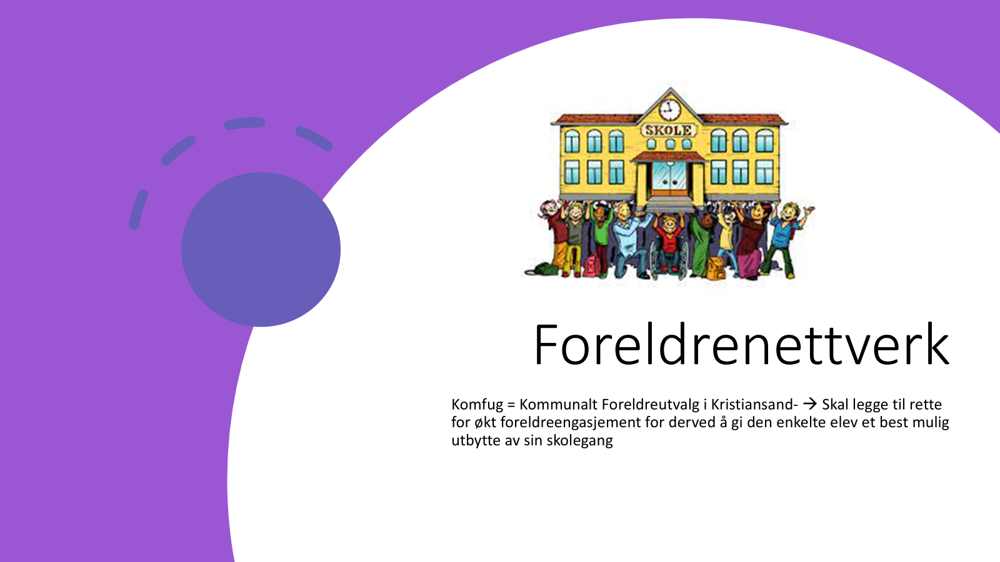 SKOLE
Foreldrenettverk
Komfug = Kommunalt Foreldreutvalg i Kristiansand- → Skal legge til rette
for økt foreldreengasjement for derved å gi den enkelte elev et best mulig
utbytte av sin skolegang